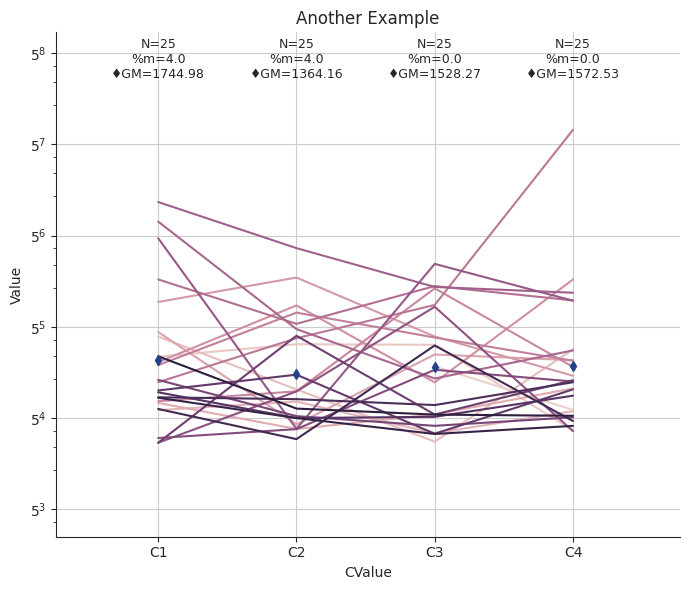 Another Example
N=25 N=25 N=25 N=25
%m=4.0 %m=4.0 %m=0.0 %m=0.0
♦GM=1744.98 ♦GM=1364.16 ♦GM=1528.27 ♦GM=1572.53
5⁸
5⁷
5⁶
5⁵
5⁴
5³
Value
C1 C2 C3 C4
CValue